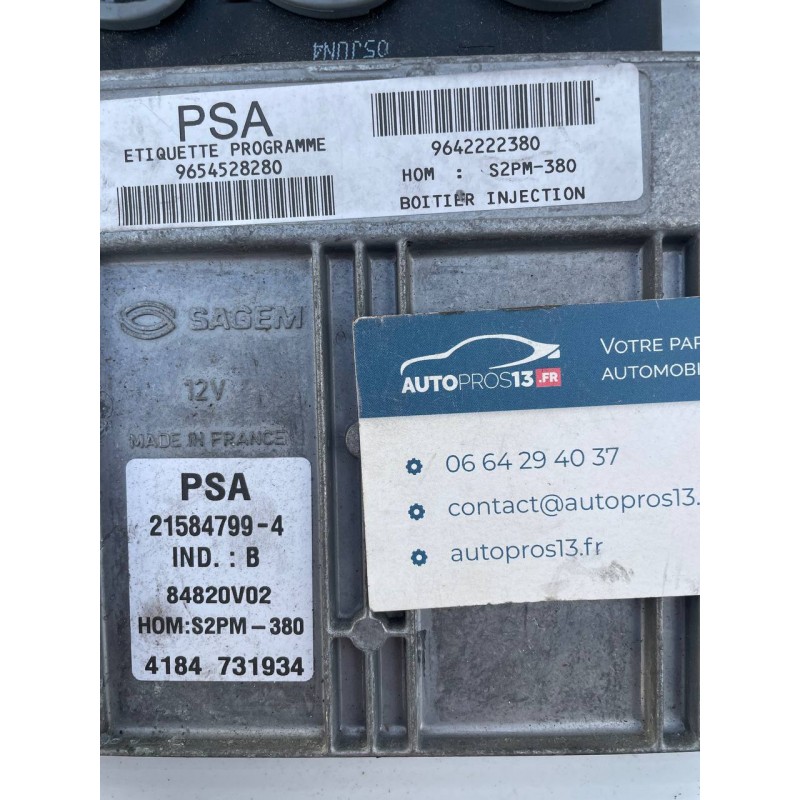 05JUN4
PSA
ETIQUETTE PROGRAMME
9654528280
9642222380
HOM : S2PM-380
BOITIER INJECTION
SAGEM
12V
MADE IN FRANCE
PSA
21584799-4
IND. : B
84820V02
HOM:S2PM-380
4184 731934
AUTOPROS13.FR
VOTRE PAR
AUTOMOBI
06 64 29 40 37
contact@autopros13.
autopros13.fr